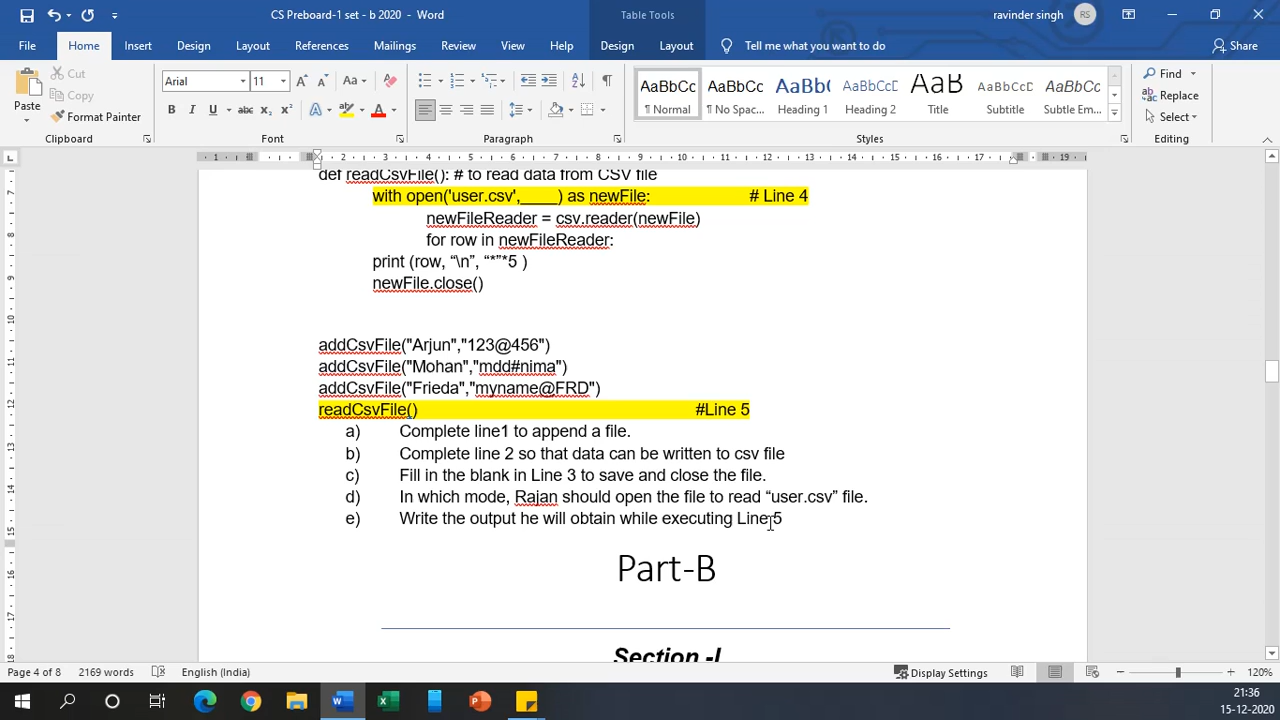 CS Preboard-1 set - b 2020 - Word
Table Tools
ravinder singh
RS
File Home Insert Design Layout References Mailings Review View Help Design Layout Tell me what you want to do Share
Paste
Cut
Copy
Format Painter
Clipboard
Arial 11
Font
Paragraph
AaBbCc AaBbCc AaBb( AaBbC AaB AaBbCc AaBbCc
¶ Normal ¶ No Spac... Heading 1 Heading 2 Title Subtitle Subtle Em...
Styles
Find
Replace
Select
Editing
def readCsvFile(): # to read data from CSV file
with open('user.csv',____) as newFile: # Line 4
newFileReader = csv.reader(newFile)
for row in newFileReader:
print (row, “\n”, “*”*5 )
newFile.close()
addCsvFile("Arjun","123@456")
addCsvFile("Mohan","mdd#nima")
addCsvFile("Frieda","myname@FRD")
readCsvFile() #Line 5
a) Complete line1 to append a file.
b) Complete line 2 so that data can be written to csv file
c) Fill in the blank in Line 3 to save and close the file.
d) In which mode, Rajan should open the file to read “user.csv” file.
e) Write the output he will obtain while executing Line 5
Part-B
Section -I
Page 4 of 8 2169 words English (India) Display Settings 120%
21:36
15-12-2020